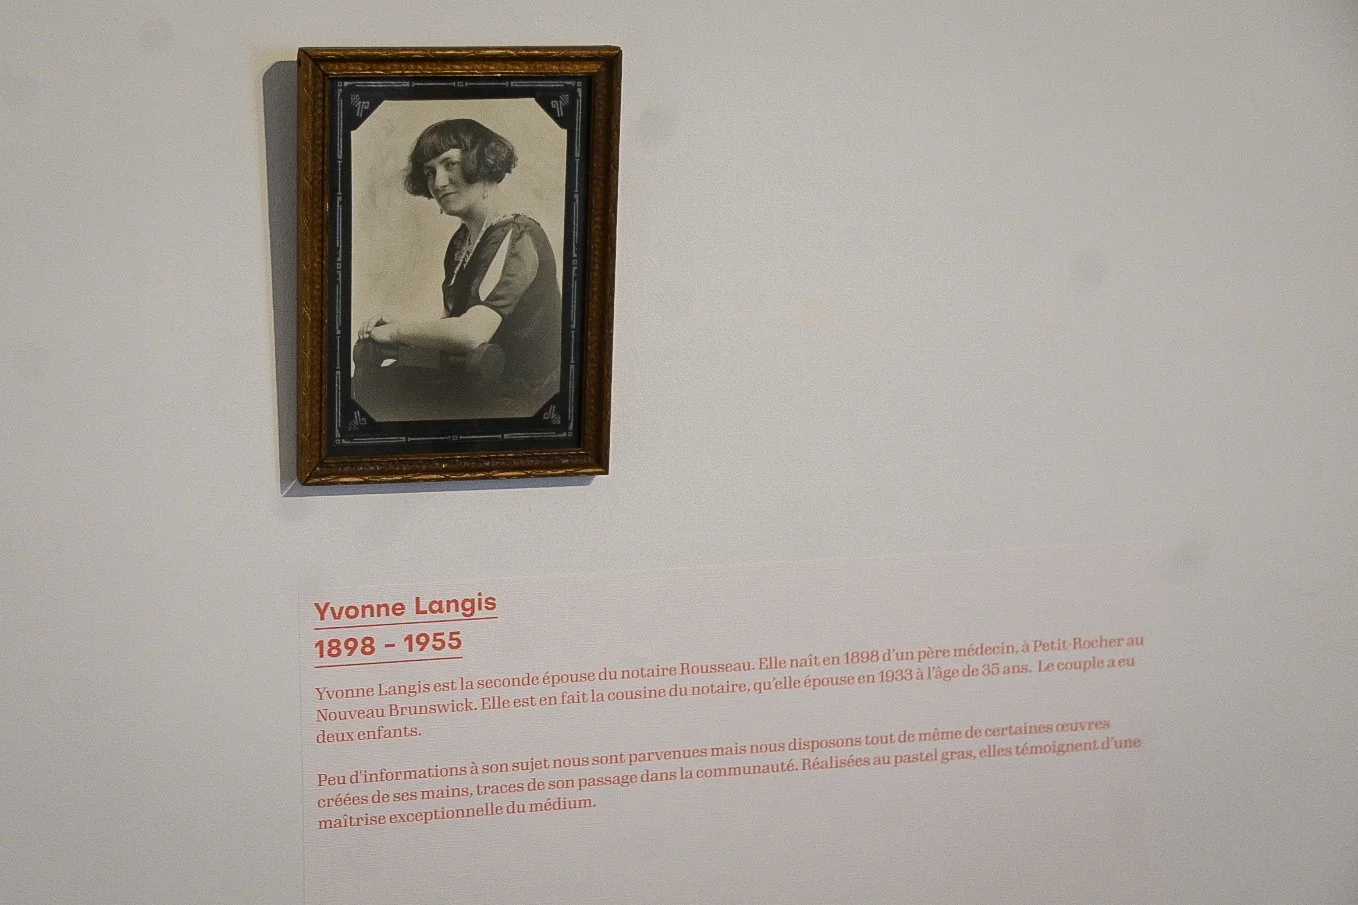 Yvonne Langis
1898 – 1955
Yvonne Langis est la seconde épouse du notaire Rousseau. Elle naît en 1898 d'un père médecin, à Petit-Rocher au
Nouveau Brunswick. Elle est en fait la cousine du notaire, qu'elle épouse en 1933 à l'âge de 35 ans. Le couple a eu
deux enfants.
Peu d'informations à son sujet nous sont parvenues mais nous disposons tout de même de certaines œuvres
créées de ses mains, traces de son passage dans la communauté. Réalisées au pastel gras, elles témoignent d'une
maîtrise exceptionnelle du médium.